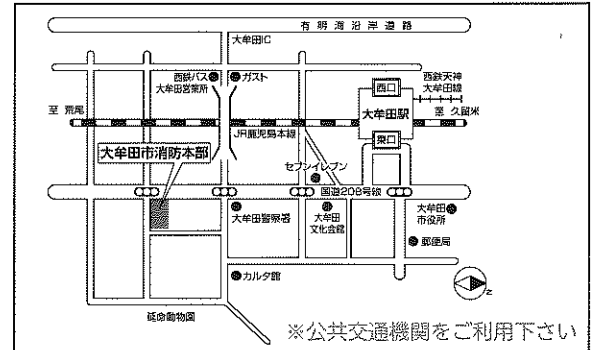 有明海沿岸道路
大牟田IC
西鉄バス
大牟田営業所
ガスト
西口
西鉄天神
大牟田線
至 荒尾
大牟田駅
至 久留米
JR鹿児島本線
東口
大牟田市消防本部
セブンイレブン
国道208号線
大牟田警察署
大牟田
文化会館
大牟田
市役所
郵便局
カルタ館
延命動物園
N
※公共交通機関をご利用下さい